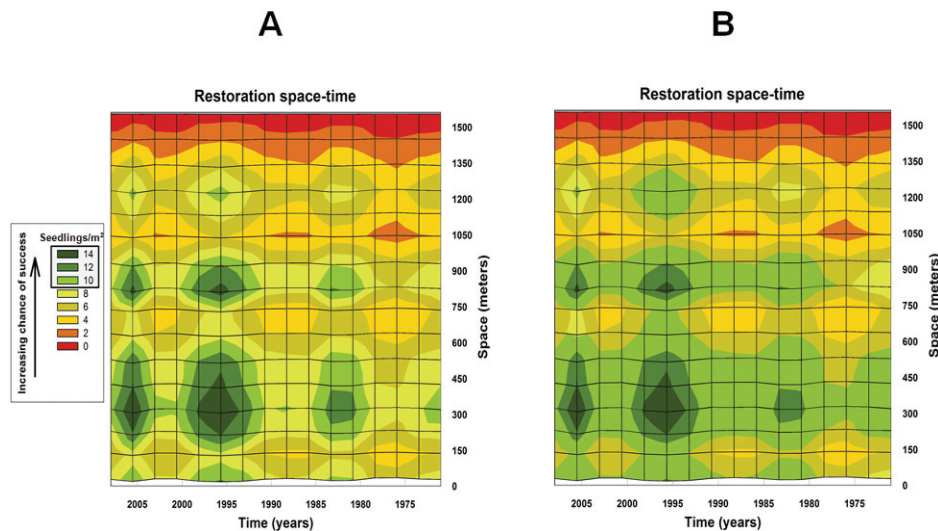 A
B
Restoration space-time
Restoration space-time
Increasing chance of success
Seedlings/m²
14
12
10
8
6
4
2
0
1500
1350
1200
1050
900
750
600
450
300
150
0
Space (meters)
2005 2000 1995 1990 1985 1980 1975
Time (years)
1500
1350
1200
1050
900
750
600
450
300
150
0
Space (meters)
2005 2000 1995 1990 1985 1980 1975
Time (years)